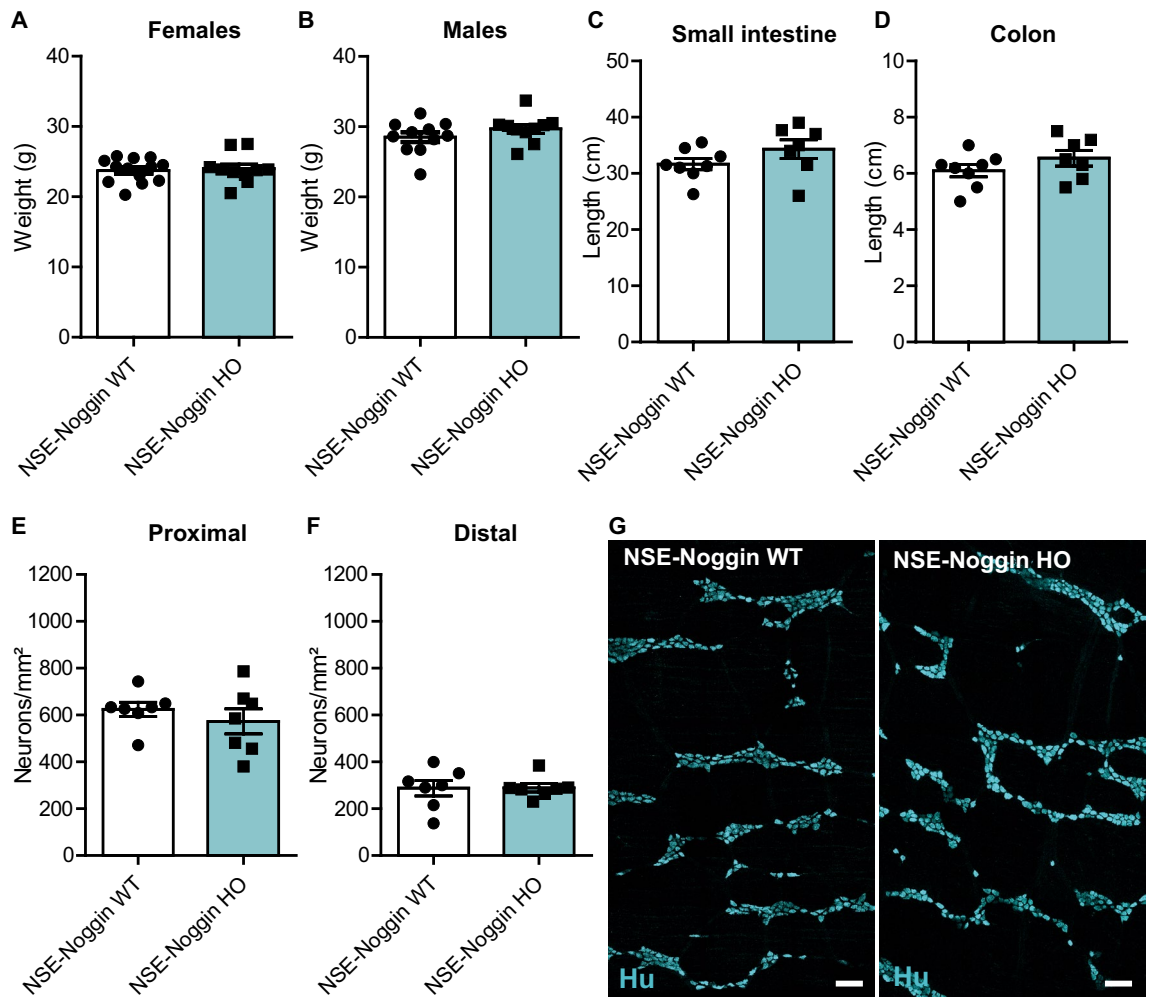 A
Females
Weight (g)
40
30
20
10
0
NSE-Noggin WT
NSE-Noggin HO
B
Males
Weight (g)
40
30
20
10
0
NSE-Noggin WT
NSE-Noggin HO
C
Small intestine
Length (cm)
50
40
30
20
10
0
NSE-Noggin WT
NSE-Noggin HO
D
Colon
Length (cm)
10
8
6
4
2
0
NSE-Noggin WT
NSE-Noggin HO
E
Proximal
Neurons/mm²
1200
1000
800
600
400
200
0
NSE-Noggin WT
NSE-Noggin HO
F
Distal
Neurons/mm²
1200
1000
800
600
400
200
0
NSE-Noggin WT
NSE-Noggin HO
G
NSE-Noggin WT
Hu
NSE-Noggin HO
Hu